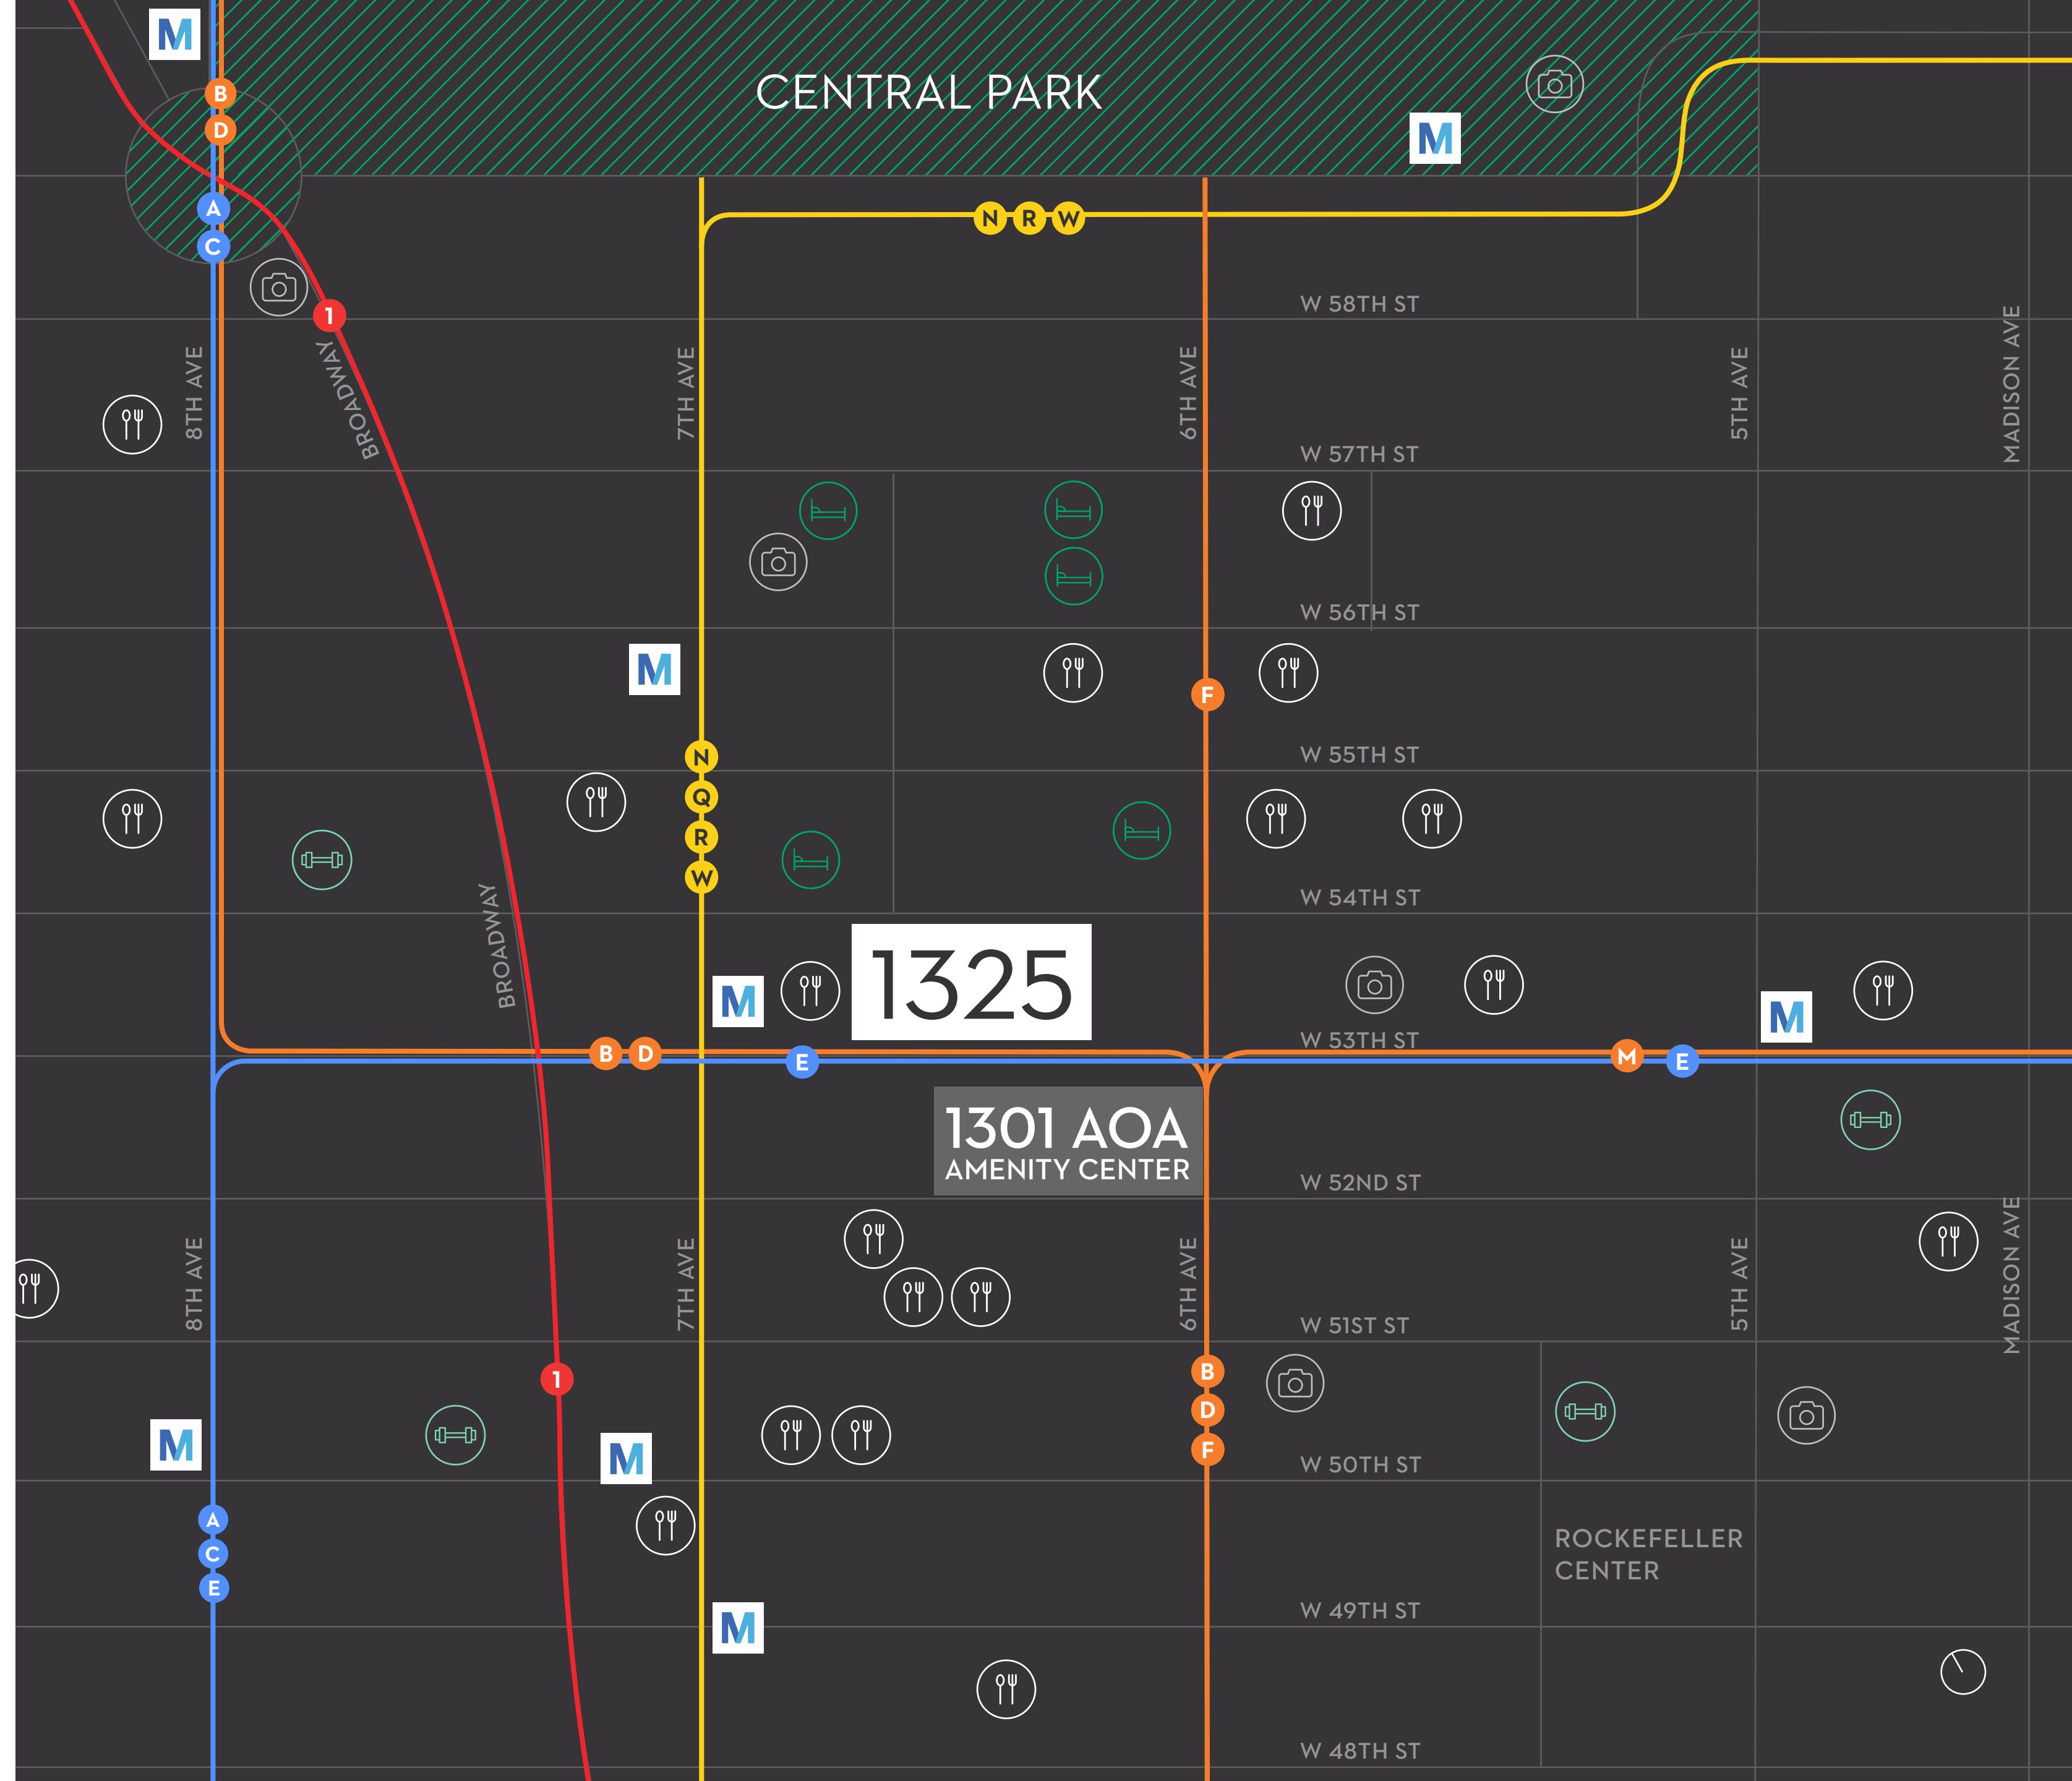 M
B
D
CENTRAL PARK
M
A
C
N R W
1
W 58TH ST
8TH AVE
BROADWAY
7TH AVE
6TH AVE
5TH AVE
MADISON AVE
W 57TH ST
W 56TH ST
M
F
N
Q
R
W
W 55TH ST
W 54TH ST
BROADWAY
1325
M
M
W 53TH ST
B D
E
M
E
1301 AOA
AMENITY CENTER
W 52ND ST
8TH AVE
7TH AVE
6TH AVE
5TH AVE
MADISON AVE
W 51ST ST
1
B
D
F
M
M
W 50TH ST
A
C
E
ROCKEFELLER
CENTER
W 49TH ST
M
W 48TH ST